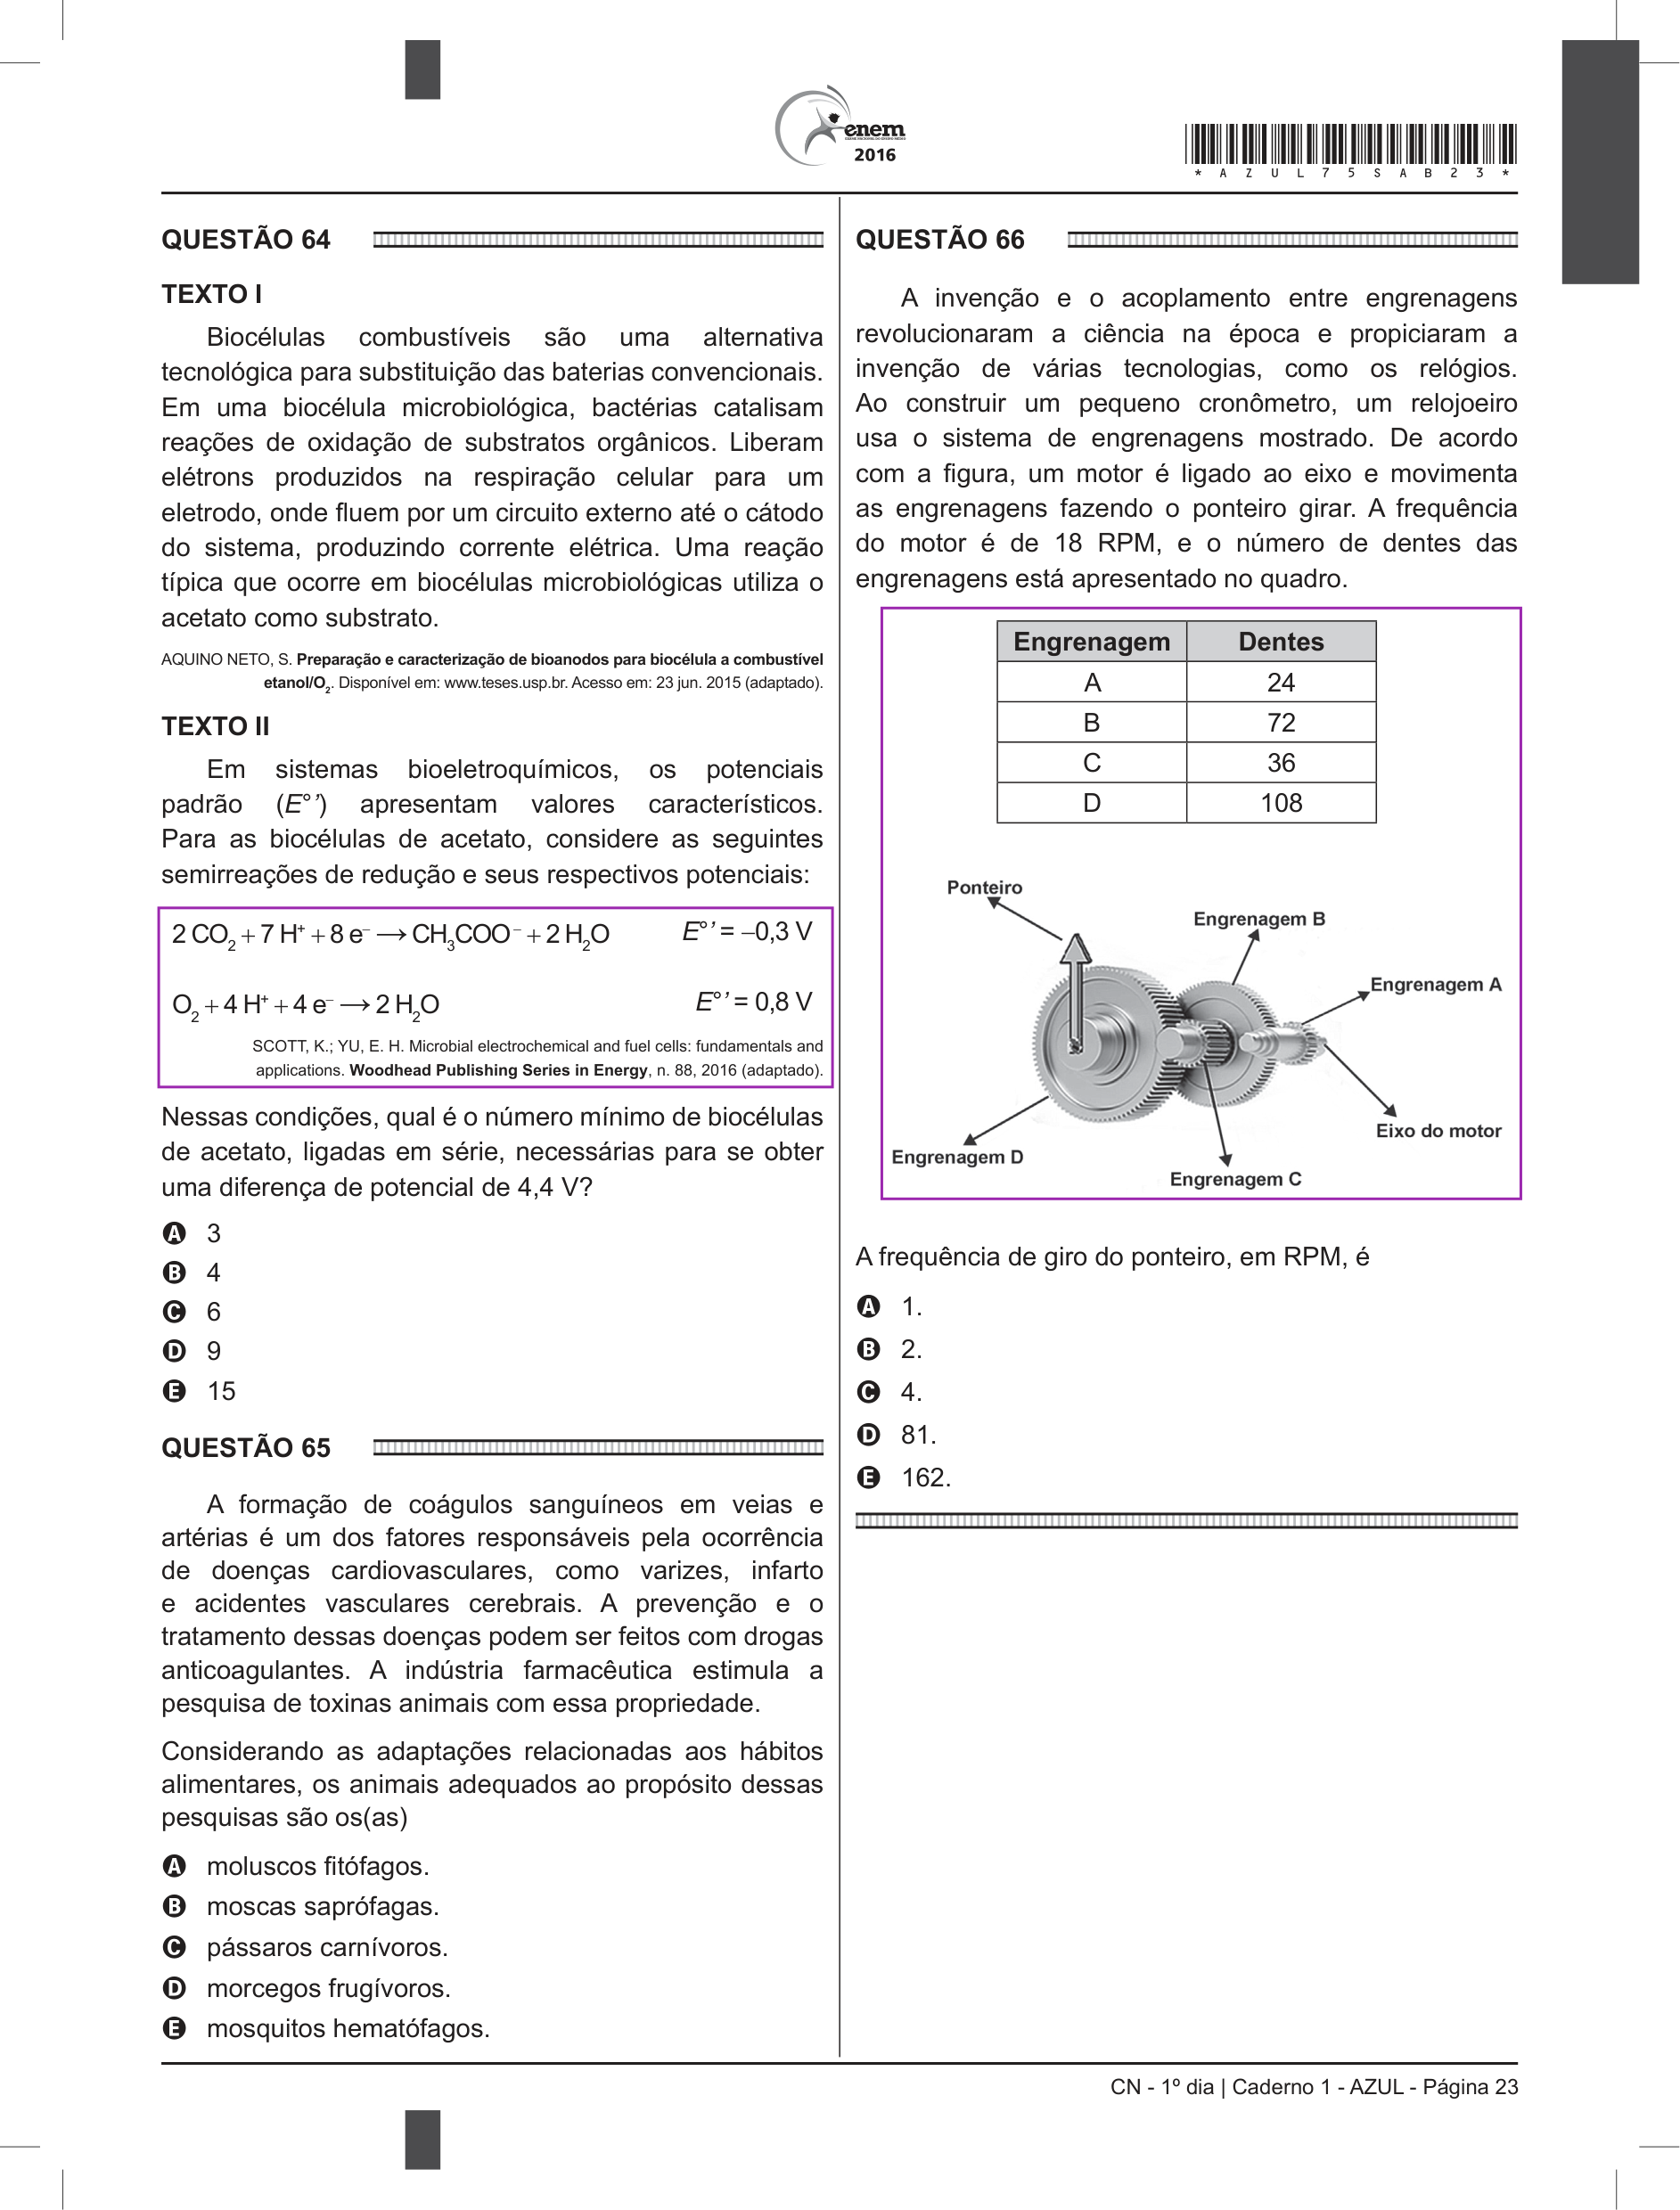 enem
2016
* A Z U L 7 5 S A B 2 3 *
QUESTÃO 64
TEXTO I
Biocélulas combustíveis são uma alternativa
tecnológica para substituição das baterias convencionais.
Em uma biocélula microbiológica, bactérias catalisam
reações de oxidação de substratos orgânicos. Liberam
elétrons produzidos na respiração celular para um
eletrodo, onde fluem por um circuito externo até o cátodo
do sistema, produzindo corrente elétrica. Uma reação
típica que ocorre em biocélulas microbiológicas utiliza o
acetato como substrato.
AQUINO NETO, S. Preparação e caracterização de bioanodos para biocélula a combustível
etanol/O₂. Disponível em: www.teses.usp.br. Acesso em: 23 jun. 2015 (adaptado).
TEXTO II
Em sistemas bioeletroquímicos, os potenciais
padrão (E°’) apresentam valores característicos.
Para as biocélulas de acetato, considere as seguintes
semirreações de redução e seus respectivos potenciais:
2 CO₂ + 7 H⁺ + 8 e⁻ ⟶ CH₃COO⁻ + 2 H₂O E°’ = −0,3 V
O₂ + 4 H⁺ + 4 e⁻ ⟶ 2 H₂O E°’ = 0,8 V
SCOTT, K.; YU, E. H. Microbial electrochemical and fuel cells: fundamentals and
applications. Woodhead Publishing Series in Energy, n. 88, 2016 (adaptado).
Nessas condições, qual é o número mínimo de biocélulas
de acetato, ligadas em série, necessárias para se obter
uma diferença de potencial de 4,4 V?
A 3
B 4
C 6
D 9
E 15
QUESTÃO 65
A formação de coágulos sanguíneos em veias e
artérias é um dos fatores responsáveis pela ocorrência
de doenças cardiovasculares, como varizes, infarto
e acidentes vasculares cerebrais. A prevenção e o
tratamento dessas doenças podem ser feitos com drogas
anticoagulantes. A indústria farmacêutica estimula a
pesquisa de toxinas animais com essa propriedade.
Considerando as adaptações relacionadas aos hábitos
alimentares, os animais adequados ao propósito dessas
pesquisas são os(as)
A moluscos fitófagos.
B moscas saprófagas.
C pássaros carnívoros.
D morcegos frugívoros.
E mosquitos hematófagos.
QUESTÃO 66
A invenção e o acoplamento entre engrenagens
revolucionaram a ciência na época e propiciaram a
invenção de várias tecnologias, como os relógios.
Ao construir um pequeno cronômetro, um relojoeiro
usa o sistema de engrenagens mostrado. De acordo
com a figura, um motor é ligado ao eixo e movimenta
as engrenagens fazendo o ponteiro girar. A frequência
do motor é de 18 RPM, e o número de dentes das
engrenagens está apresentado no quadro.
Engrenagem Dentes
A 24
B 72
C 36
D 108
Ponteiro
Engrenagem B
Engrenagem A
Eixo do motor
Engrenagem D
Engrenagem C
A frequência de giro do ponteiro, em RPM, é
A 1.
B 2.
C 4.
D 81.
E 162.
CN - 1º dia | Caderno 1 - AZUL - Página 23